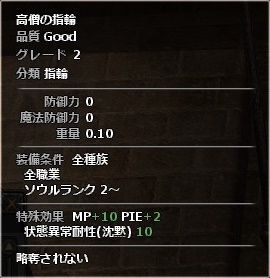 高僧の指輪
品質 Good
グレード 2
分類 指輪
防御力 0
魔法防御力 0
重量 0.10
装備条件 全種族
全職業
ソウルランク 2～
特殊効果 MP+10 PIE+2
状態異常耐性(沈黙) 10
略奪されない